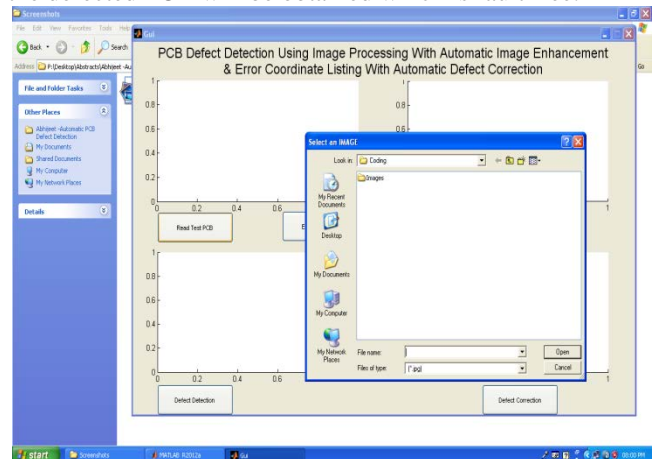 Screenshots
File Edit View Favorites Tools Help
Back
Search
Address P:\Desktop\Abstracts\Abhijeet -Au
Go
File and Folder Tasks
Other Places
Abhijeet -Automatic PCB
Defect Detection
My Documents
Shared Documents
My Computer
My Network Places
Details
Gui
PCB Defect Detection Using Image Processing With Automatic Image Enhancement
& Error Coordinate Listing With Automatic Defect Correction
1
0.8
0.6
0.4
0.2
0
0 0.2 0.4 0.6
1
0.8
0.6
1
Read Test PCB
E
1
0.8
0.6
0.4
0.2
0
0 0.2 0.4 0.6
1
Defect Detection
Defect Correction
Select an IMAGE
Look in: Coding
Images
My Recent
Documents
Desktop
My Documents
My Computer
My Network
Places
File name:
Open
Files of type: (*.jpg)
Cancel
start
Screenshots
MATLAB R2012a
Gui
08:00 PM